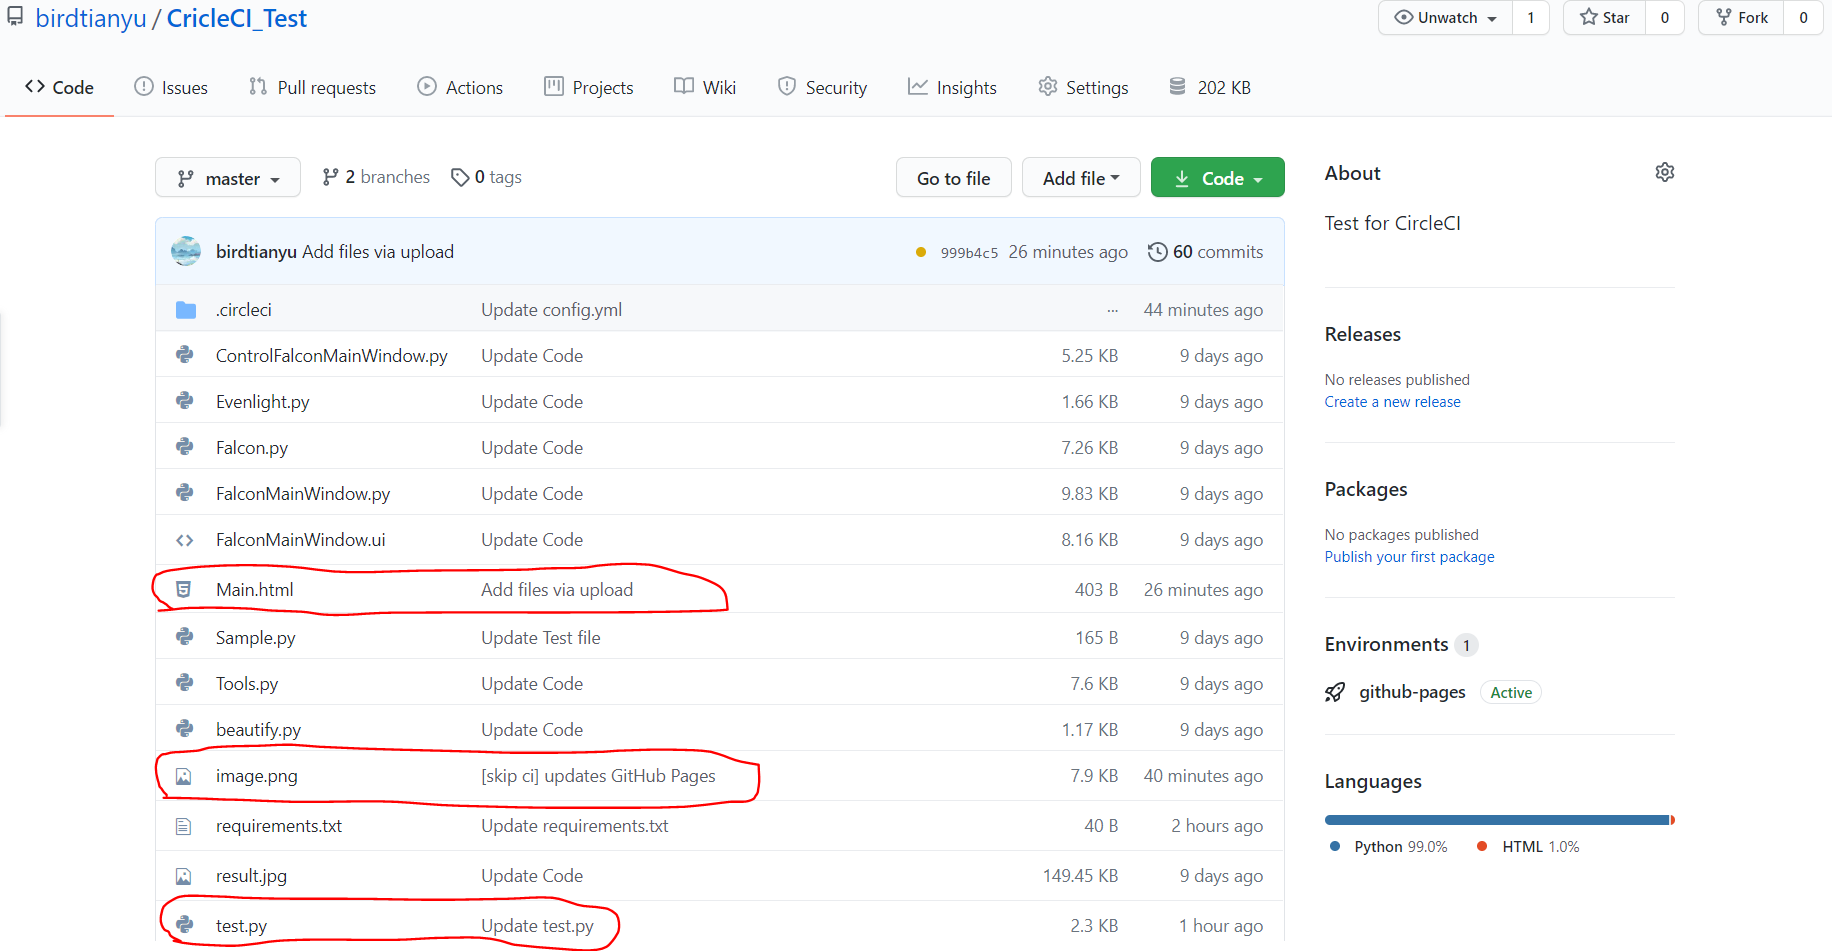 birdtianyu / CricleCI_Test
Unwatch 1 Star 0 Fork 0
Code Issues Pull requests Actions Projects Wiki Security Insights Settings 202 KB
master 2 branches 0 tags Go to file Add file Code
birdtianyu Add files via upload 999b4c5 26 minutes ago 60 commits
.circleci Update config.yml ... 44 minutes ago
ControlFalconMainWindow.py Update Code 5.25 KB 9 days ago
Evenlight.py Update Code 1.66 KB 9 days ago
Falcon.py Update Code 7.26 KB 9 days ago
FalconMainWindow.py Update Code 9.83 KB 9 days ago
FalconMainWindow.ui Update Code 8.16 KB 9 days ago
Main.html Add files via upload 403 B 26 minutes ago
Sample.py Update Test file 165 B 9 days ago
Tools.py Update Code 7.6 KB 9 days ago
beautify.py Update Code 1.17 KB 9 days ago
image.png [skip ci] updates GitHub Pages 7.9 KB 40 minutes ago
requirements.txt Update requirements.txt 40 B 2 hours ago
result.jpg Update Code 149.45 KB 9 days ago
test.py Update test.py 2.3 KB 1 hour ago
About
Test for CircleCI
Releases
No releases published
Create a new release
Packages
No packages published
Publish your first package
Environments 1
github-pages Active
Languages
Python 99.0% HTML 1.0%